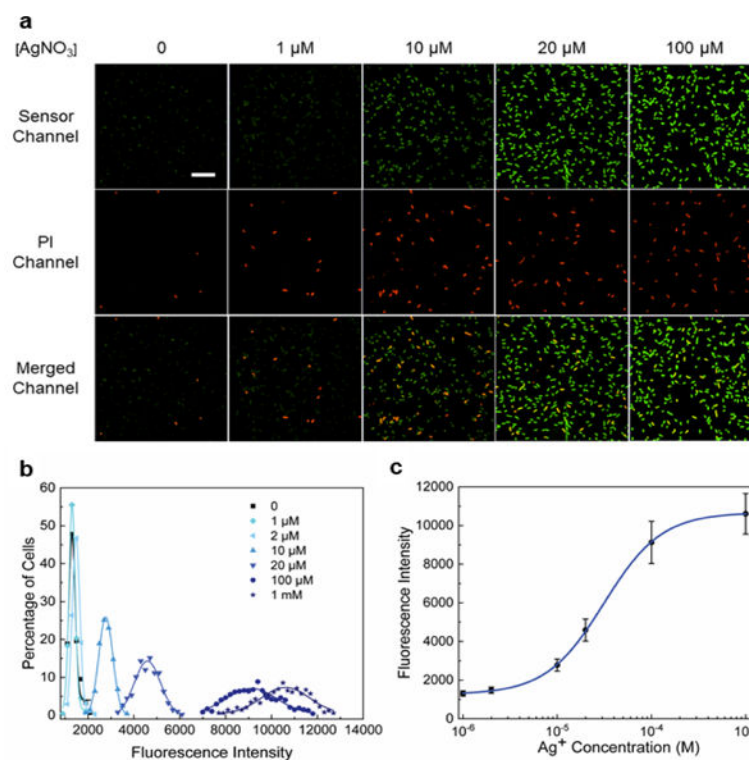 a
[AgNO₃] 0 1 µM 10 µM 20 µM 100 µM
Sensor
Channel
PI
Channel
Merged
Channel
b
60
50
40
30
20
10
0
Percentage of Cells
0
1 µM
2 µM
10 µM
20 µM
100 µM
1 mM
2000 4000 6000 8000 10000 12000 14000
Fluorescence Intensity
c
12000
10000
8000
6000
4000
2000
0
Fluorescence Intensity
10⁻⁶ 10⁻⁵ 10⁻⁴
Ag⁺ Concentration (M)